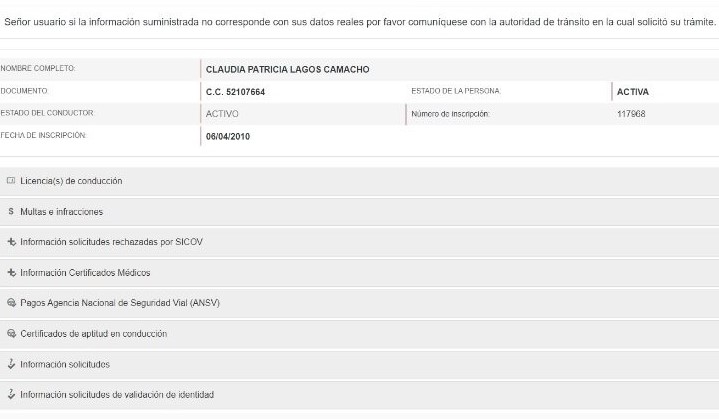 Señor usuario si la información suministrada no corresponde con sus datos reales por favor comuníquese con la autoridad de tránsito en la cual solicitó su trámite.
NOMBRE COMPLETO: CLAUDIA PATRICIA LAGOS CAMACHO
DOCUMENTO: C.C. 52107664 ESTADO DE LA PERSONA: ACTIVA
ESTADO DEL CONDUCTOR: ACTIVO Número de inscripción: 117968
FECHA DE INSCRIPCIÓN: 06/04/2010
Licencia(s) de conducción
$ Multas e infracciones
Información solicitudes rechazadas por SICOV
Información Certificados Médicos
Pagos Agencia Nacional de Seguridad Vial (ANSV)
Certificados de aptitud en conducción
Información solicitudes
Información solicitudes de validación de identidad